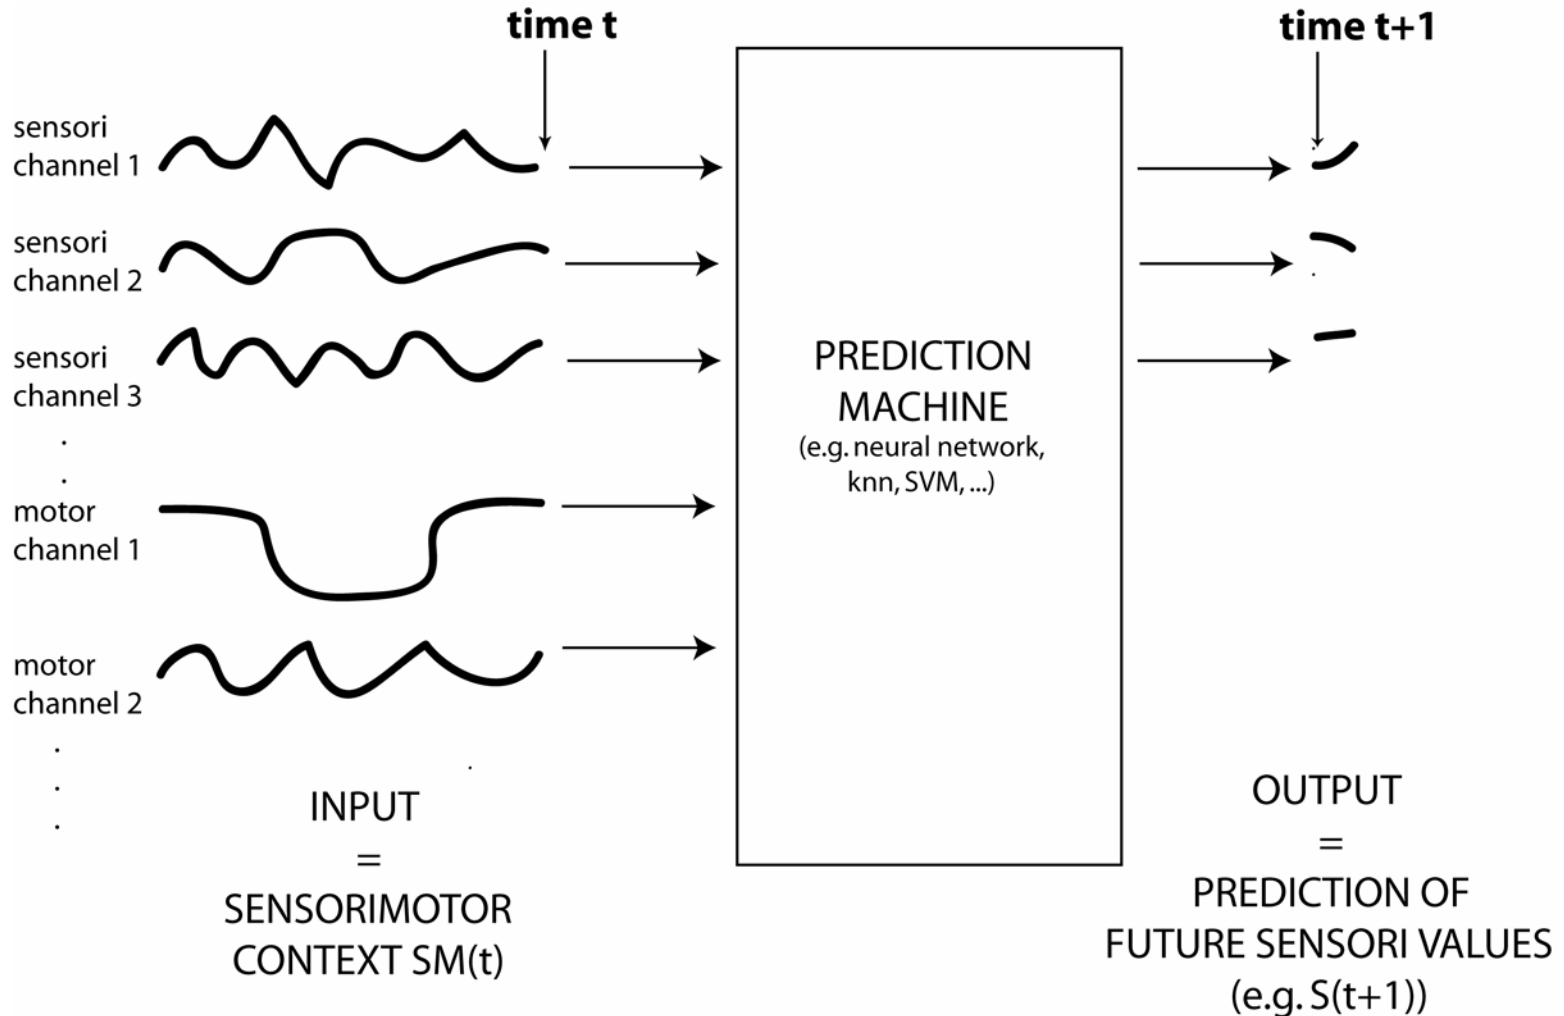 time t
time t+1
sensori
channel 1
sensori
channel 2
sensori
channel 3
.
.
motor
channel 1
motor
channel 2
.
.
.
PREDICTION
MACHINE
(e.g. neural network,
knn, SVM, ...)
INPUT
=
SENSORIMOTOR
CONTEXT SM(t)
OUTPUT
=
PREDICTION OF
FUTURE SENSORI VALUES
(e.g. S(t+1))